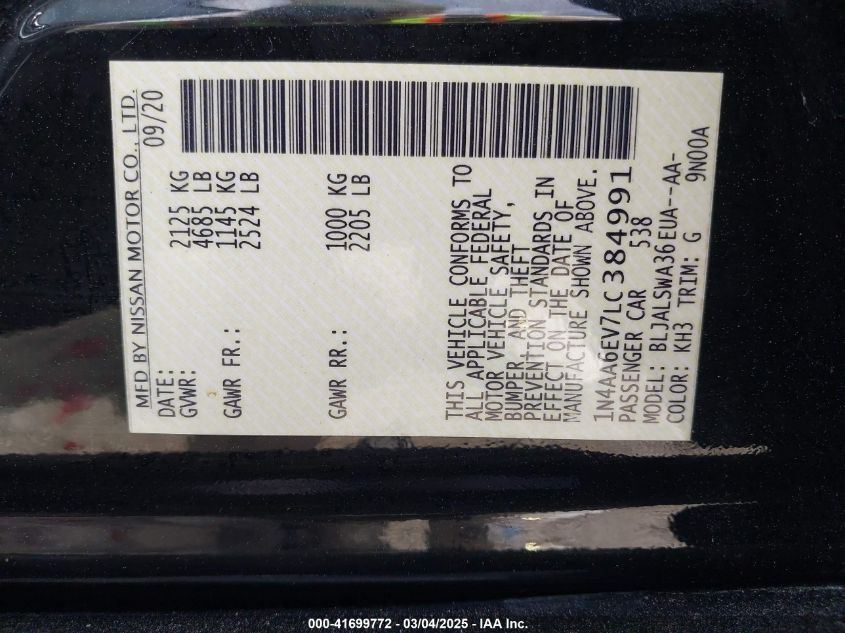 MFD BY NISSAN MOTOR CO., LTD.
DATE: 09/20
GVWR: 2125 KG
4685 LB
GAWR FR.: 1145 KG
2524 LB
GAWR RR.: 1000 KG
2205 LB
THIS VEHICLE CONFORMS TO
ALL APPLICABLE FEDERAL
MOTOR VEHICLE SAFETY,
BUMPER, AND THEFT
PREVENTION STANDARDS IN
EFFECT ON THE DATE OF
MANUFACTURE SHOWN ABOVE.
1N4AA6EV7LC384991
PASSENGER CAR 538
MODEL: BLJALSWA36EUA--AA-
COLOR: KH3 TRIM: G 9N00A
000-41699772 - 03/04/2025 - IAA Inc.